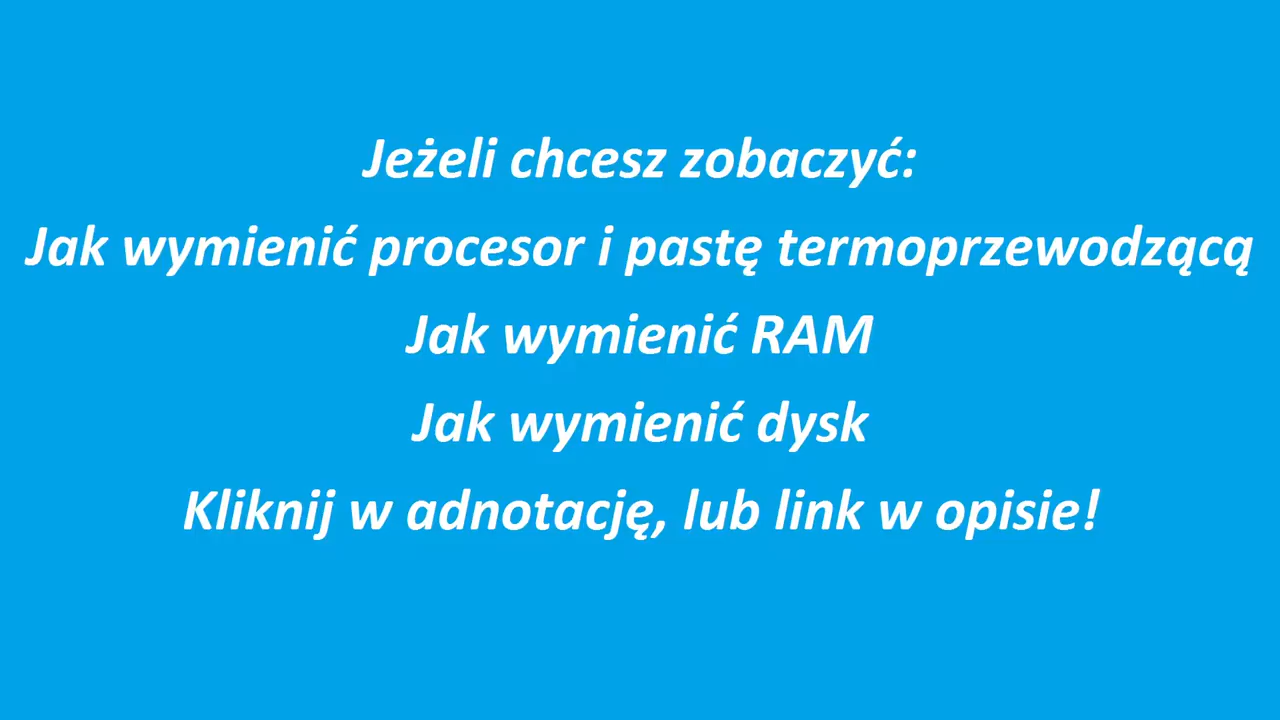 Jeżeli chcesz zobaczyć:
Jak wymienić procesor i pastę termoprzewodzącą
Jak wymienić RAM
Jak wymienić dysk
Kliknij w adnotację, lub link w opisie!